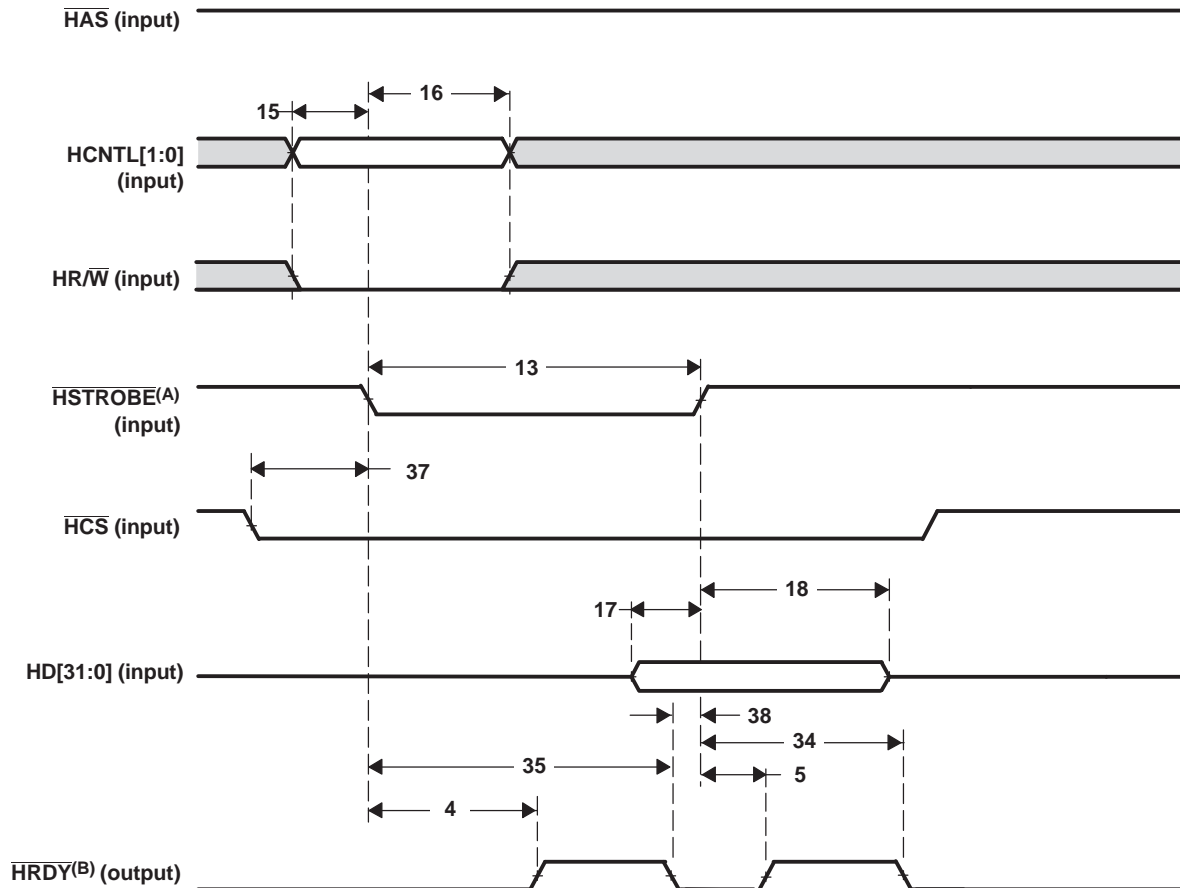 HAS (input)
16
15
HCNTL[1:0]
(input)
HR/W (input)
13
HSTROBE(A)
(input)
37
HCS (input)
18
17
HD[31:0] (input)
38
34
35
5
4
HRDY(B) (output)